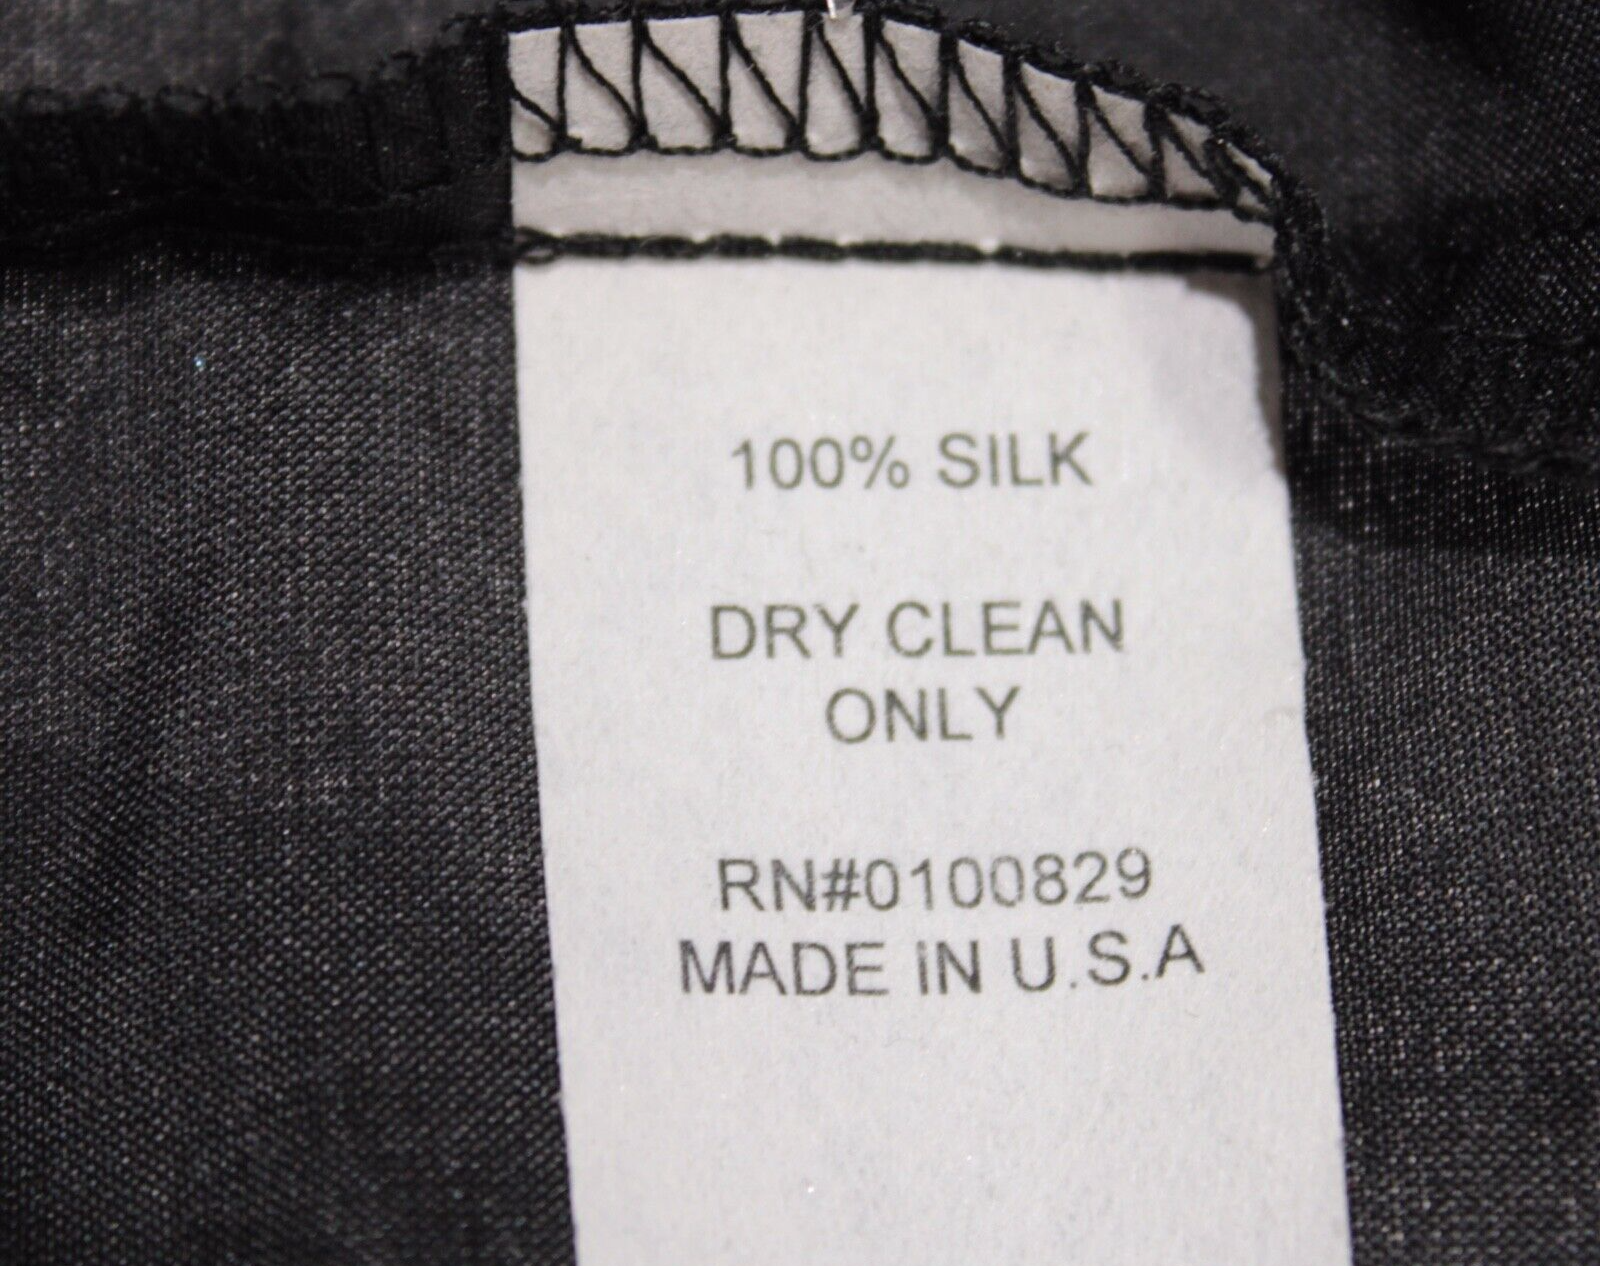 100% SILK
DRY CLEAN
ONLY
RN#0100829
MADE IN U.S.A